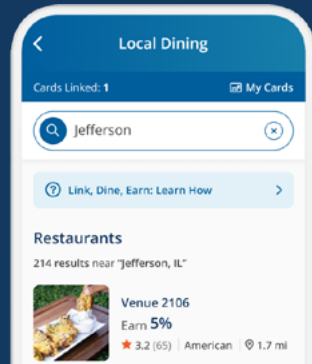 Local Dining
Cards Linked: 1 My Cards
Jefferson
Link, Dine, Earn: Learn How
Restaurants
214 results near "Jefferson, IL"
Venue 2106
Earn 5%
3.2 (65) American 1.7 mi